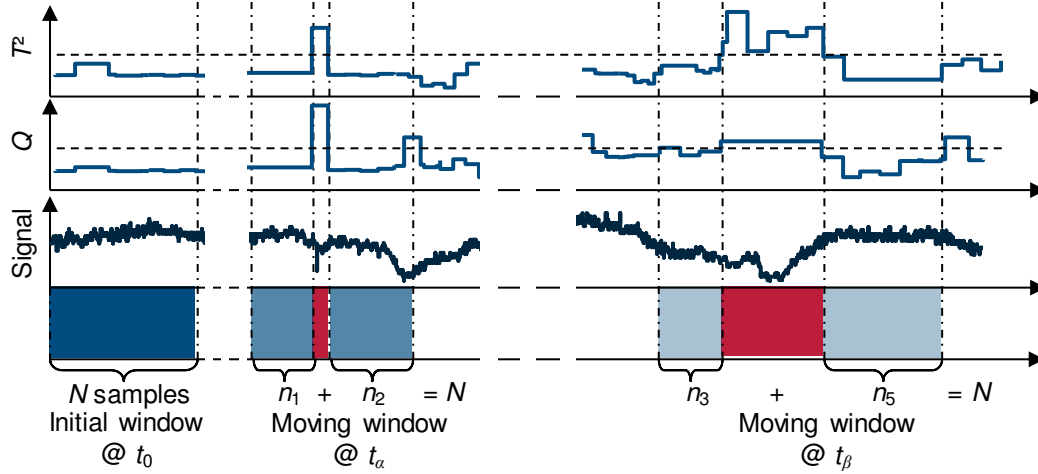 T²
Q
Signal
N samples
Initial window
@ t₀
n₁ + n₂ = N
Moving window
@ tα
n₃ + n₅ = N
Moving window
@ tβ